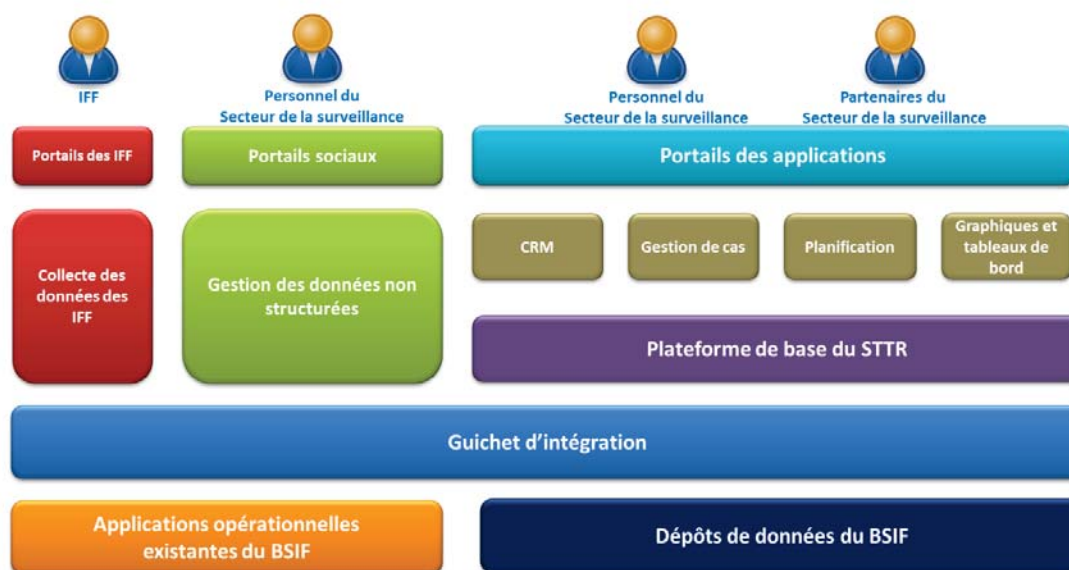 IFF
Personnel du
Secteur de la surveillance
Personnel du
Secteur de la surveillance
Partenaires du
Secteur de la surveillance
Portails des IFF
Portails sociaux
Portails des applications
Collecte des
données des
IFF
Gestion des données non
structurées
CRM
Gestion de cas
Planification
Graphiques et
tableaux de
bord
Plateforme de base du STTR
Guichet d'intégration
Applications opérationnelles
existantes du BSIF
Dépôts de données du BSIF